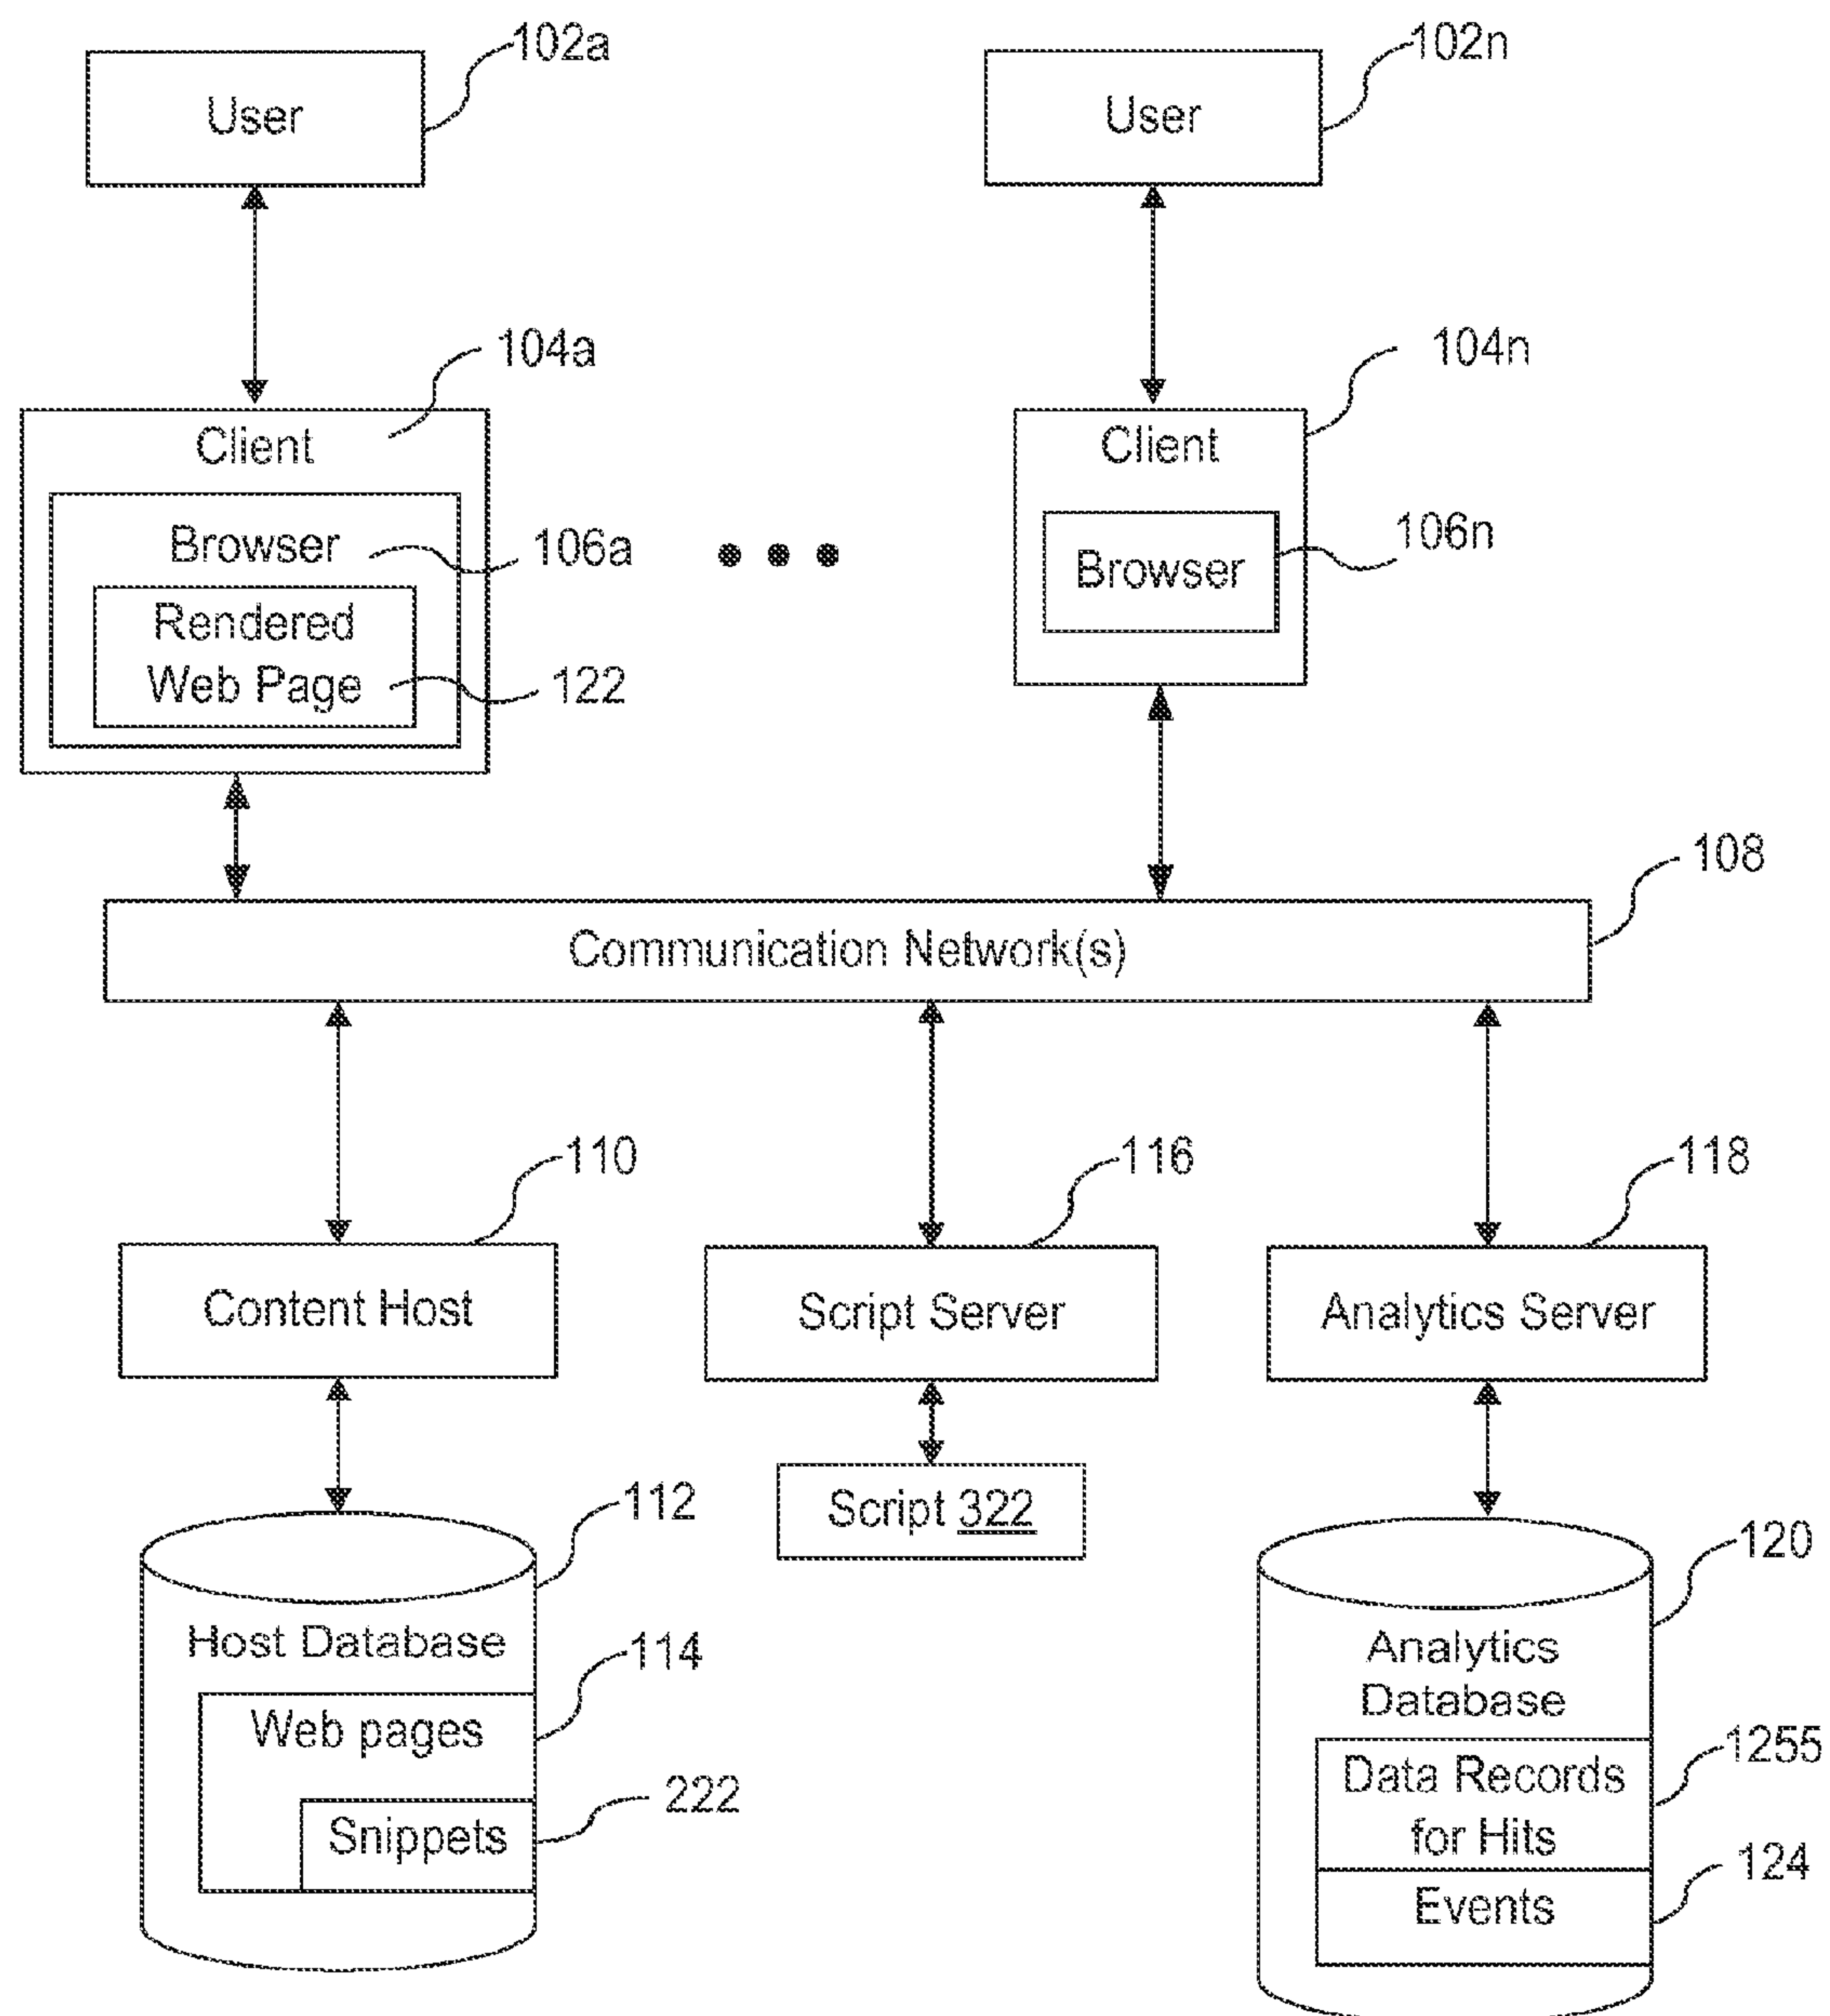 102a
User
102n
User
104a
Client
Browser
106a
Rendered
Web Page
122
104n
Client
Browser
106n
108
Communication Network(s)
110
Content Host
116
Script Server
118
Analytics Server
Script 322
112
Host Database
114
Web pages
222
Snippets
120
Analytics
Database
1255
Data Records
for Hits
124
Events